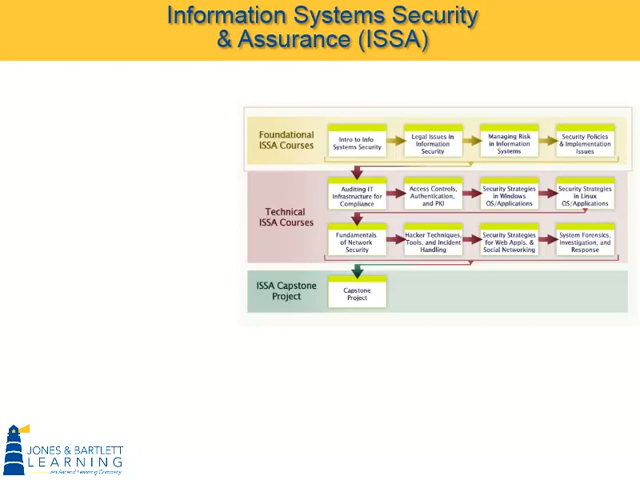 Information Systems Security
& Assurance (ISSA)
Foundational
ISSA Courses
Intro to Info
Systems Security
Legal Issues in
Information
Security
Managing Risk
in Information
Systems
Security Policies
& Implementation
Issues
Technical
ISSA Courses
Auditing IT
Infrastructure for
Compliance
Access Controls,
Authentication,
and PKI
Security Strategies
in Windows
OS/Applications
Security Strategies
in Linux
OS/Applications
Fundamentals
of Network
Security
Hacker Techniques,
Tools, and Incident
Handling
Security Strategies
for Web Apps, &
Social Networking
System Forensics,
Investigation, and
Response
ISSA Capstone
Project
Capstone
Project
JONES & BARTLETT
LEARNING
An Ascend Learning Company